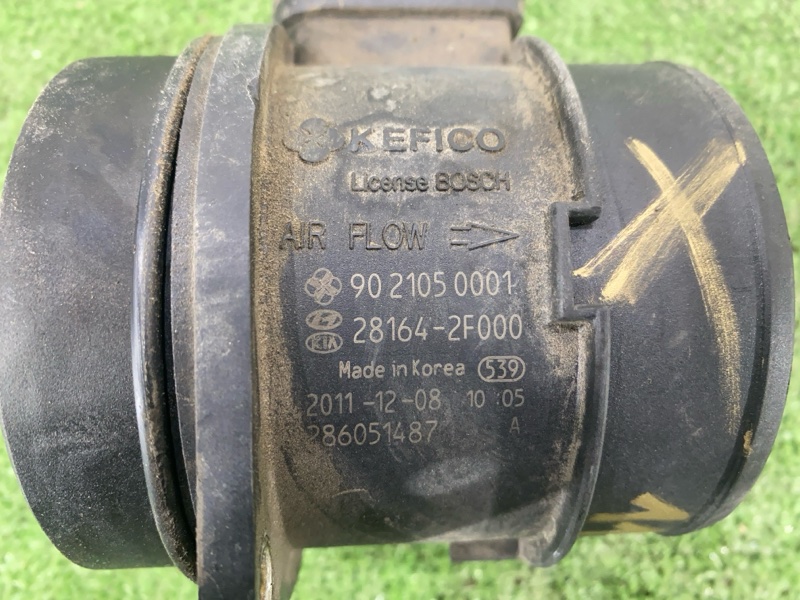 KEFICO
License BOSCH
AIR FLOW
90 2105 0001
28164-2F000
KIA
Made in Korea 539
2011-12-08 10:05
286051487 A